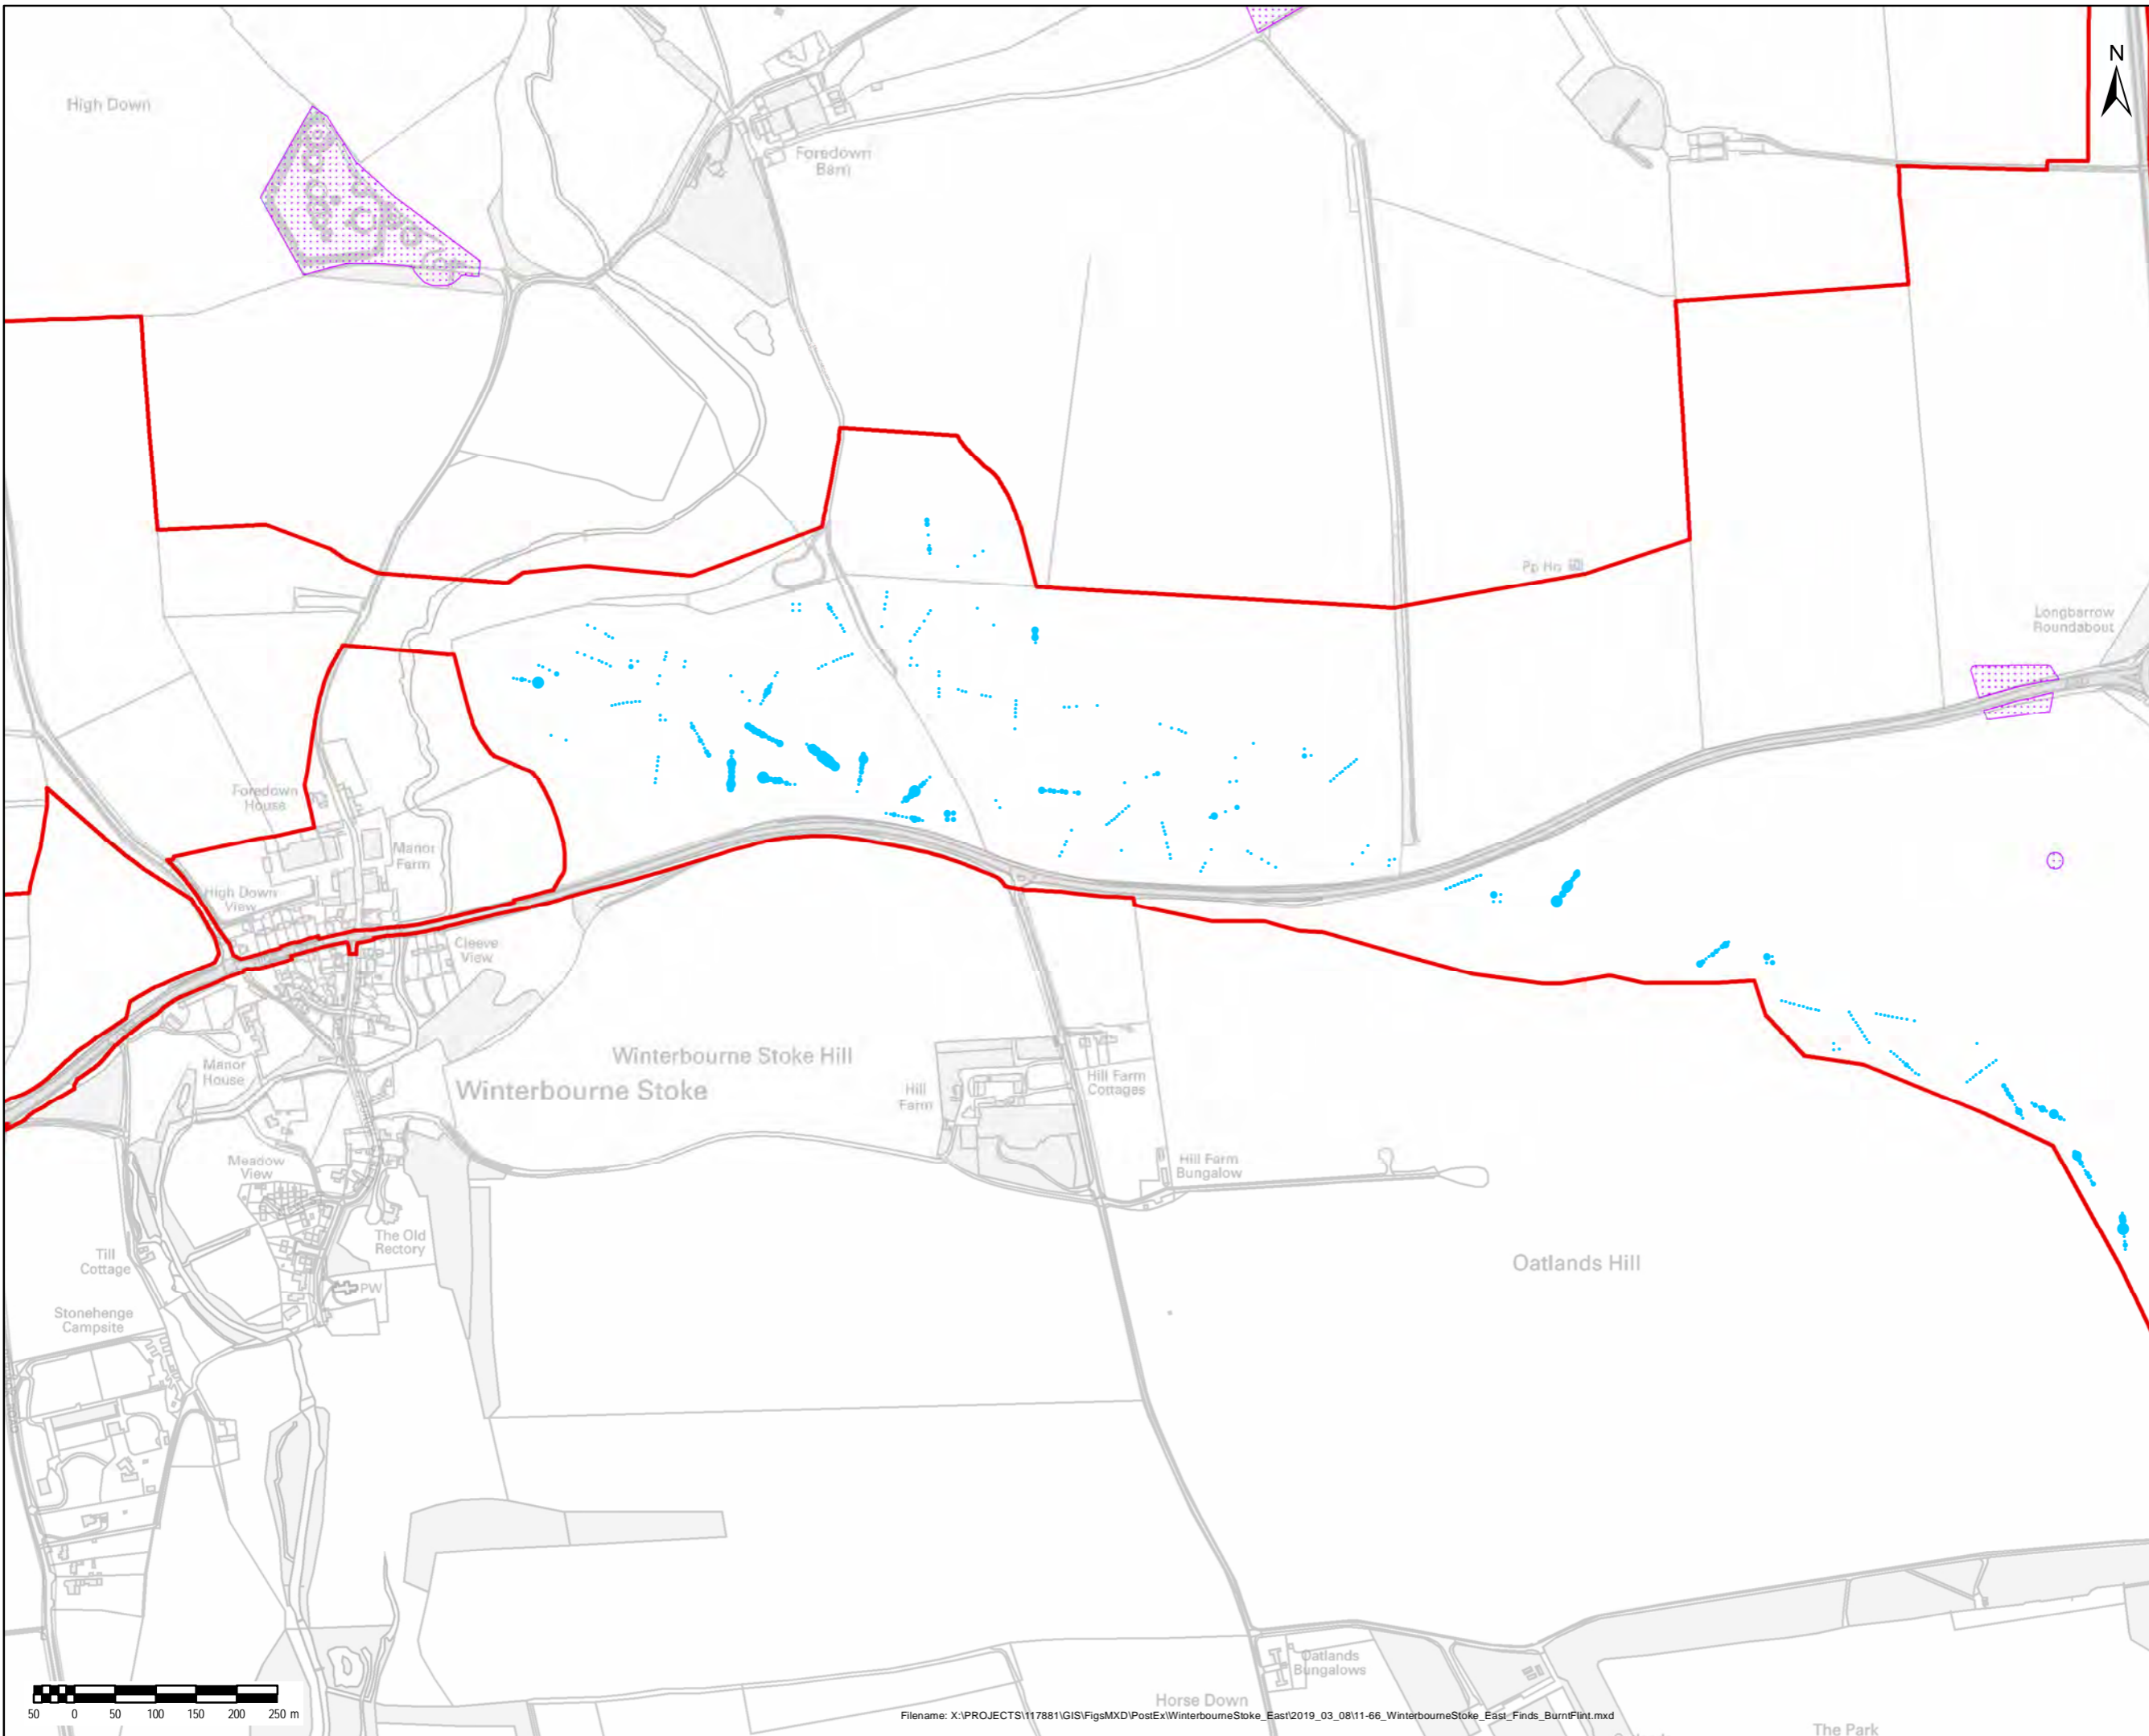 N
High Down
Foredown
Barn
Pp Ho
Longbarrow
Roundabout
Foredown
House
Manor
Farm
High Down
View
Cleeve
View
Winterbourne Stoke Hill
Manor
House
Winterbourne Stoke
Hill
Farm
Hill Farm
Cottages
Meadow
View
Hill Farm
Bungalow
The Old
Rectory
Till
Cottage
Oatlands Hill
PW
Stonehenge
Campsite
Oatlands
Bungalows
Horse Down
50 0 50 100 150 200 250 m
Filename: X:\PROJECTS\117881\GIS\FigsMXD\PostEx\WinterbourneStoke_East\2019_03_08\11-66_WinterbourneStoke_East_Finds_BurntFlint.mxd
The Park